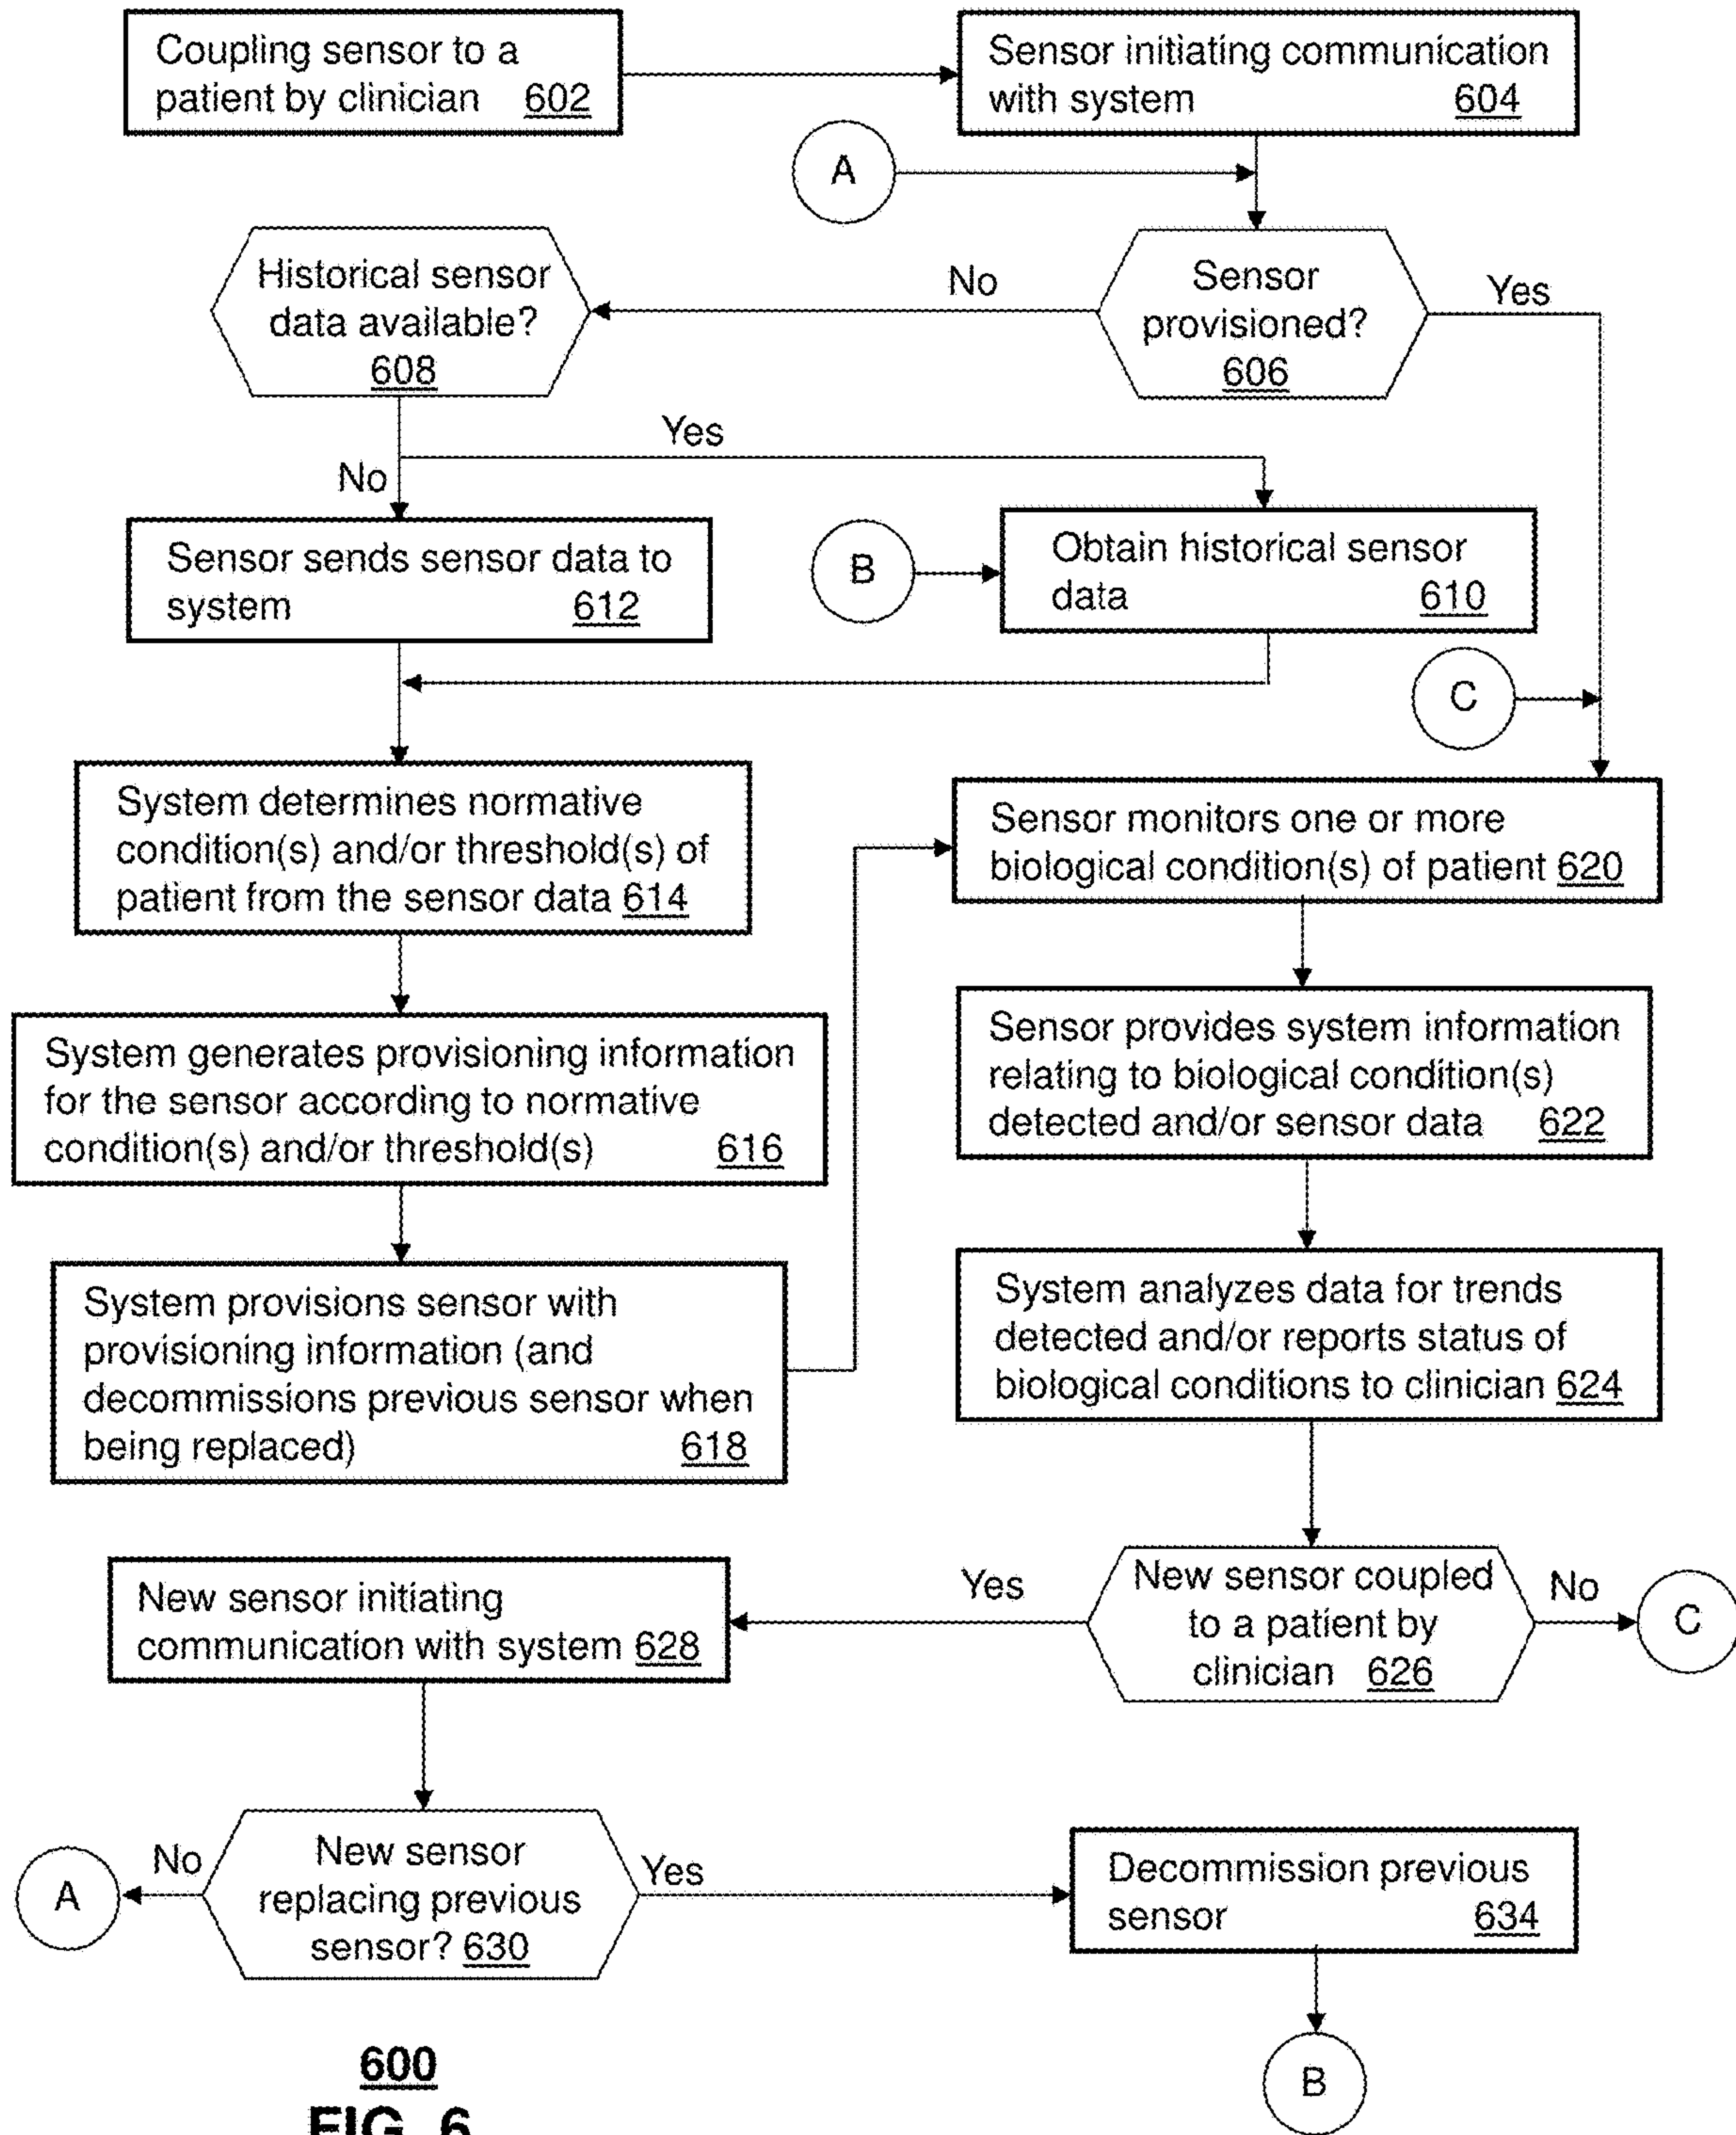 Coupling sensor to a
patient by clinician 602
Sensor initiating communication
with system 604
A
Historical sensor
data available?
608
No
Sensor
provisioned?
606
Yes
Yes
No
Sensor sends sensor data to
system 612
B
Obtain historical sensor
data 610
C
System determines normative
condition(s) and/or threshold(s) of
patient from the sensor data 614
Sensor monitors one or more
biological condition(s) of patient 620
System generates provisioning information
for the sensor according to normative
condition(s) and/or threshold(s) 616
Sensor provides system information
relating to biological condition(s)
detected and/or sensor data 622
System provisions sensor with
provisioning information (and
decommissions previous sensor when
being replaced) 618
System analyzes data for trends
detected and/or reports status of
biological conditions to clinician 624
New sensor initiating
communication with system 628
Yes
New sensor coupled
to a patient by
clinician 626
No
C
A
No
New sensor
replacing previous
sensor? 630
Yes
Decommission previous
sensor 634
B
600
FIG. 6